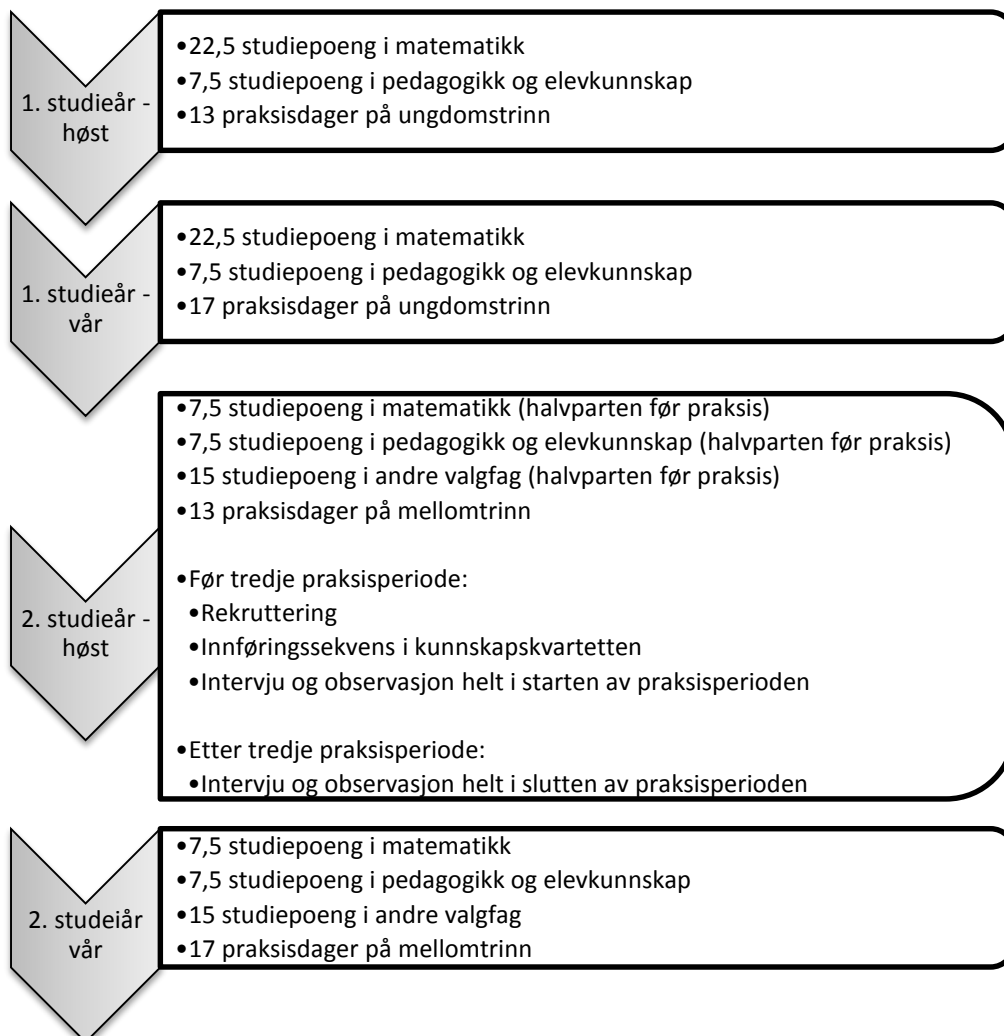 1. studieår -
høst
•22,5 studiepoeng i matematikk
•7,5 studiepoeng i pedagogikk og elevkunnskap
•13 praksisdager på ungdomstrinn
1. studieår -
vår
•22,5 studiepoeng i matematikk
•7,5 studiepoeng i pedagogikk og elevkunnskap
•17 praksisdager på ungdomstrinn
2. studieår -
høst
•7,5 studiepoeng i matematikk (halvparten før praksis)
•7,5 studiepoeng i pedagogikk og elevkunnskap (halvparten før praksis)
•15 studiepoeng i andre valgfag (halvparten før praksis)
•13 praksisdager på mellomtrinn
•Før tredje praksisperiode:
•Rekruttering
•Innføringssekvens i kunnskapskvartetten
•Intervju og observasjon helt i starten av praksisperioden
•Etter tredje praksisperiode:
•Intervju og observasjon helt i slutten av praksisperioden
2. studeiår
vår
•7,5 studiepoeng i matematikk
•7,5 studiepoeng i pedagogikk og elevkunnskap
•15 studiepoeng i andre valgfag
•17 praksisdager på mellomtrinn